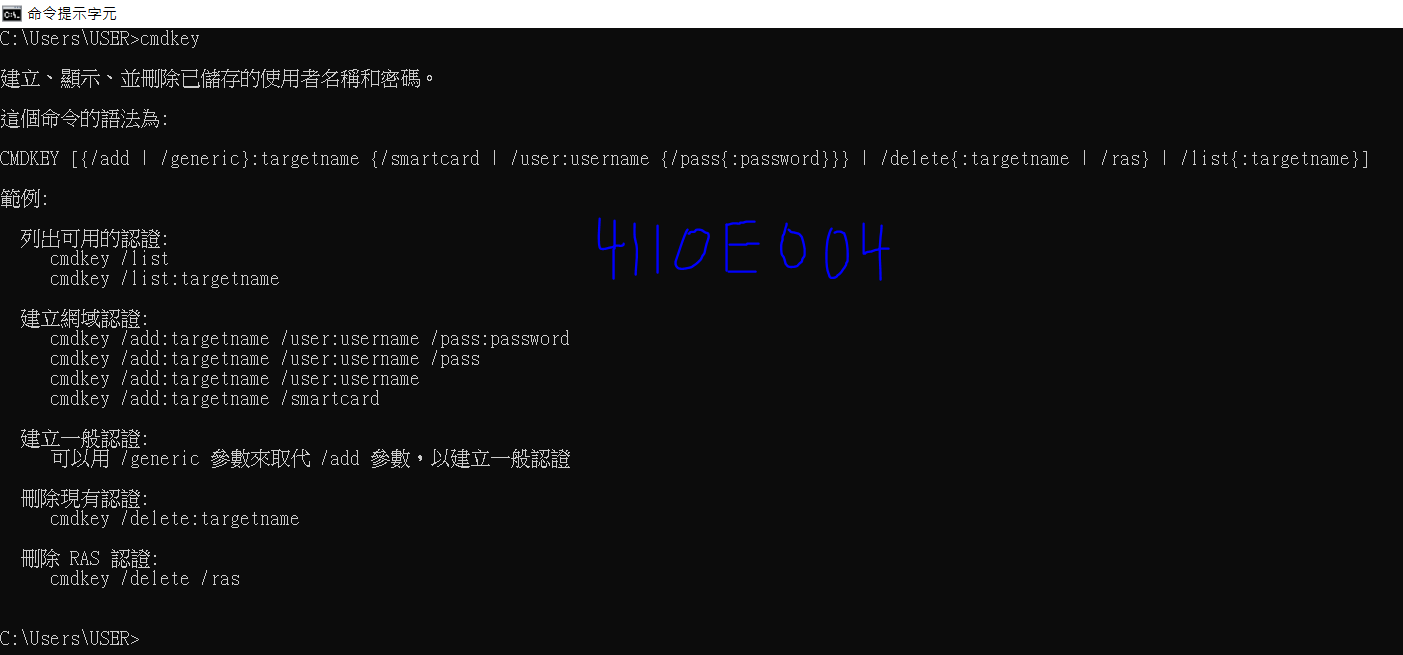 命令提示字元
C:\Users\USER>cmdkey
建立、顯示、並刪除已儲存的使用者名稱和密碼。
這個命令的語法為:
CMDKEY [{/add | /generic}:targetname {/smartcard | /user:username {/pass{:password}}} | /delete{:targetname | /ras} | /list{:targetname}]
範例:
列出可用的認證:
cmdkey /list
cmdkey /list:targetname
4110E004
建立網域認證:
cmdkey /add:targetname /user:username /pass:password
cmdkey /add:targetname /user:username /pass
cmdkey /add:targetname /user:username
cmdkey /add:targetname /smartcard
建立一般認證:
可以用 /generic 參數來取代 /add 參數，以建立一般認證
刪除現有認證:
cmdkey /delete:targetname
刪除 RAS 認證:
cmdkey /delete /ras
C:\Users\USER>